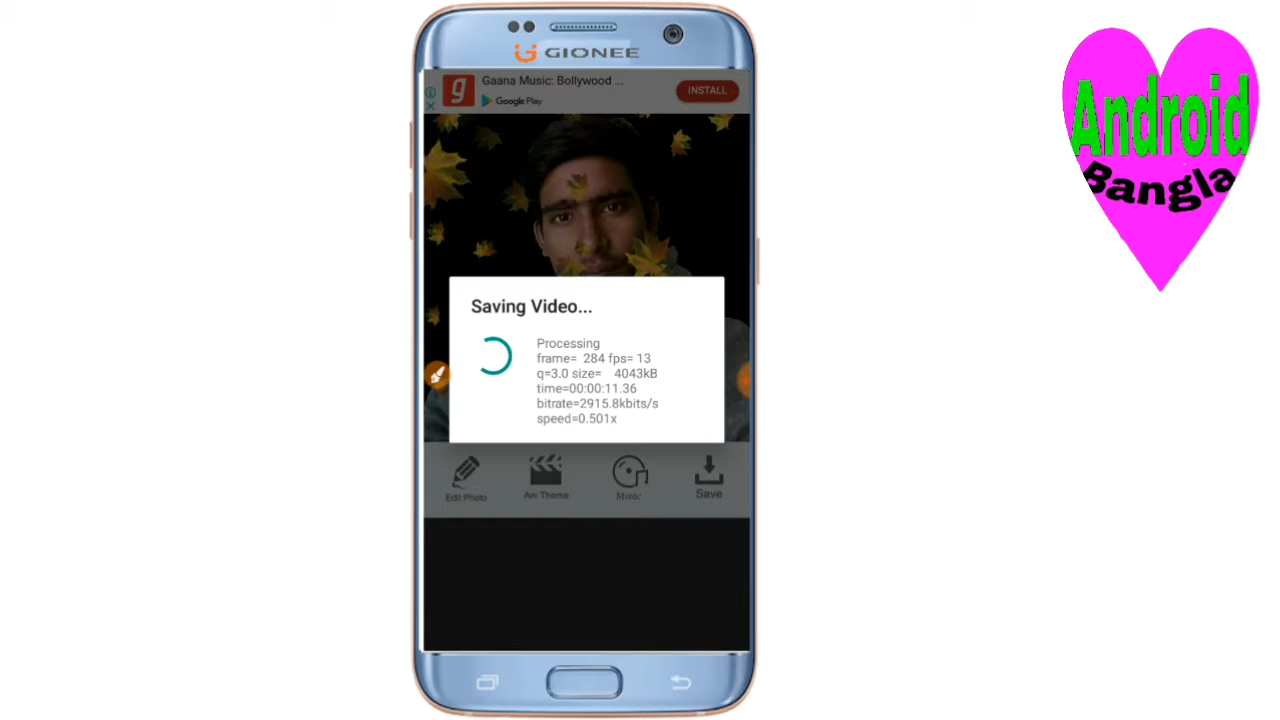 GIONEE
Gaana Music: Bollywood ...
Google Play
INSTALL
Android
Bangla
Saving Video...
Processing
frame= 284 fps= 13
q=3.0 size= 4043kB
time=00:00:11.36
bitrate=2915.8kbits/s
speed=0.501x
Edit Photo
Ani Theme
Music
Save